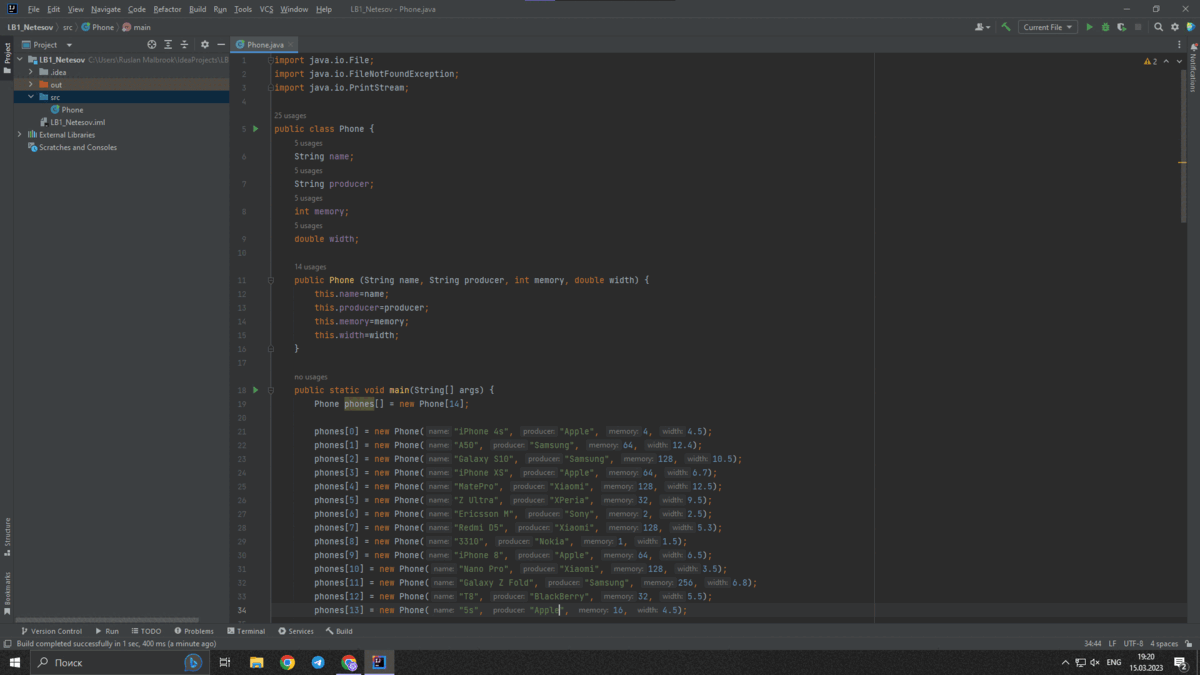 File Edit View Navigate Code Refactor Build Run Tools VCS Window Help LB1_Netesov - Phone.java
LB1_Netesov src Phone main Current File
Project Phone.java
Project
LB1_Netesov C:\Users\Ruslan Malbrook\IdeaProjects\LB
.idea
out
src
Phone
LB1_Netesov.iml
External Libraries
Scratches and Consoles
Structure
Bookmarks
Notifications
2
1 import java.io.File;
2 import java.io.FileNotFoundException;
3 import java.io.PrintStream;
4
25 usages
5 public class Phone {
5 usages
6 String name;
5 usages
7 String producer;
5 usages
8 int memory;
5 usages
9 double width;
10
14 usages
11 public Phone (String name, String producer, int memory, double width) {
12 this.name=name;
13 this.producer=producer;
14 this.memory=memory;
15 this.width=width;
16 }
17
no usages
18 public static void main(String[] args) {
19 Phone phones[] = new Phone[14];
20
21 phones[0] = new Phone( name: "iPhone 4s", producer: "Apple", memory: 4, width: 4.5);
22 phones[1] = new Phone( name: "A50", producer: "Samsung", memory: 64, width: 12.4);
23 phones[2] = new Phone( name: "Galaxy S10", producer: "Samsung", memory: 128, width: 10.5);
24 phones[3] = new Phone( name: "iPhone XS", producer: "Apple", memory: 64, width: 6.7);
25 phones[4] = new Phone( name: "MatePro", producer: "Xiaomi", memory: 128, width: 12.5);
26 phones[5] = new Phone( name: "Z Ultra", producer: "XPeria", memory: 32, width: 9.5);
27 phones[6] = new Phone( name: "Ericsson M", producer: "Sony", memory: 2, width: 2.5);
28 phones[7] = new Phone( name: "Redmi D5", producer: "Xiaomi", memory: 128, width: 5.3);
29 phones[8] = new Phone( name: "3310", producer: "Nokia", memory: 1, width: 1.5);
30 phones[9] = new Phone( name: "iPhone 8", producer: "Apple", memory: 64, width: 6.5);
31 phones[10] = new Phone( name: "Nano Pro", producer: "Xiaomi", memory: 128, width: 3.5);
32 phones[11] = new Phone( name: "Galaxy Z Fold", producer: "Samsung", memory: 256, width: 6.8);
33 phones[12] = new Phone( name: "T8", producer: "BlackBerry", memory: 32, width: 5.5);
34 phones[13] = new Phone( name: "5s", producer: "Apple", memory: 16, width: 4.5);
Version Control Run TODO Problems Terminal Services Build
Build completed successfully in 1 sec, 400 ms (a minute ago) 34:44 LF UTF-8 4 spaces
Поиск ENG 19:20
15.03.2023 2